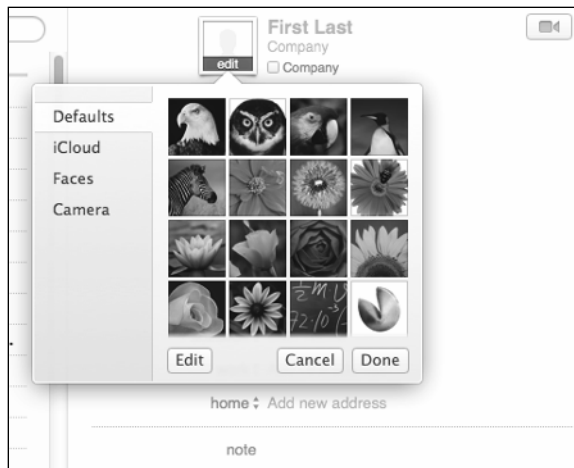 First Last
Company
edit
Company
Defaults
iCloud
Faces
Camera
Edit
Cancel
Done
home
Add new address
note